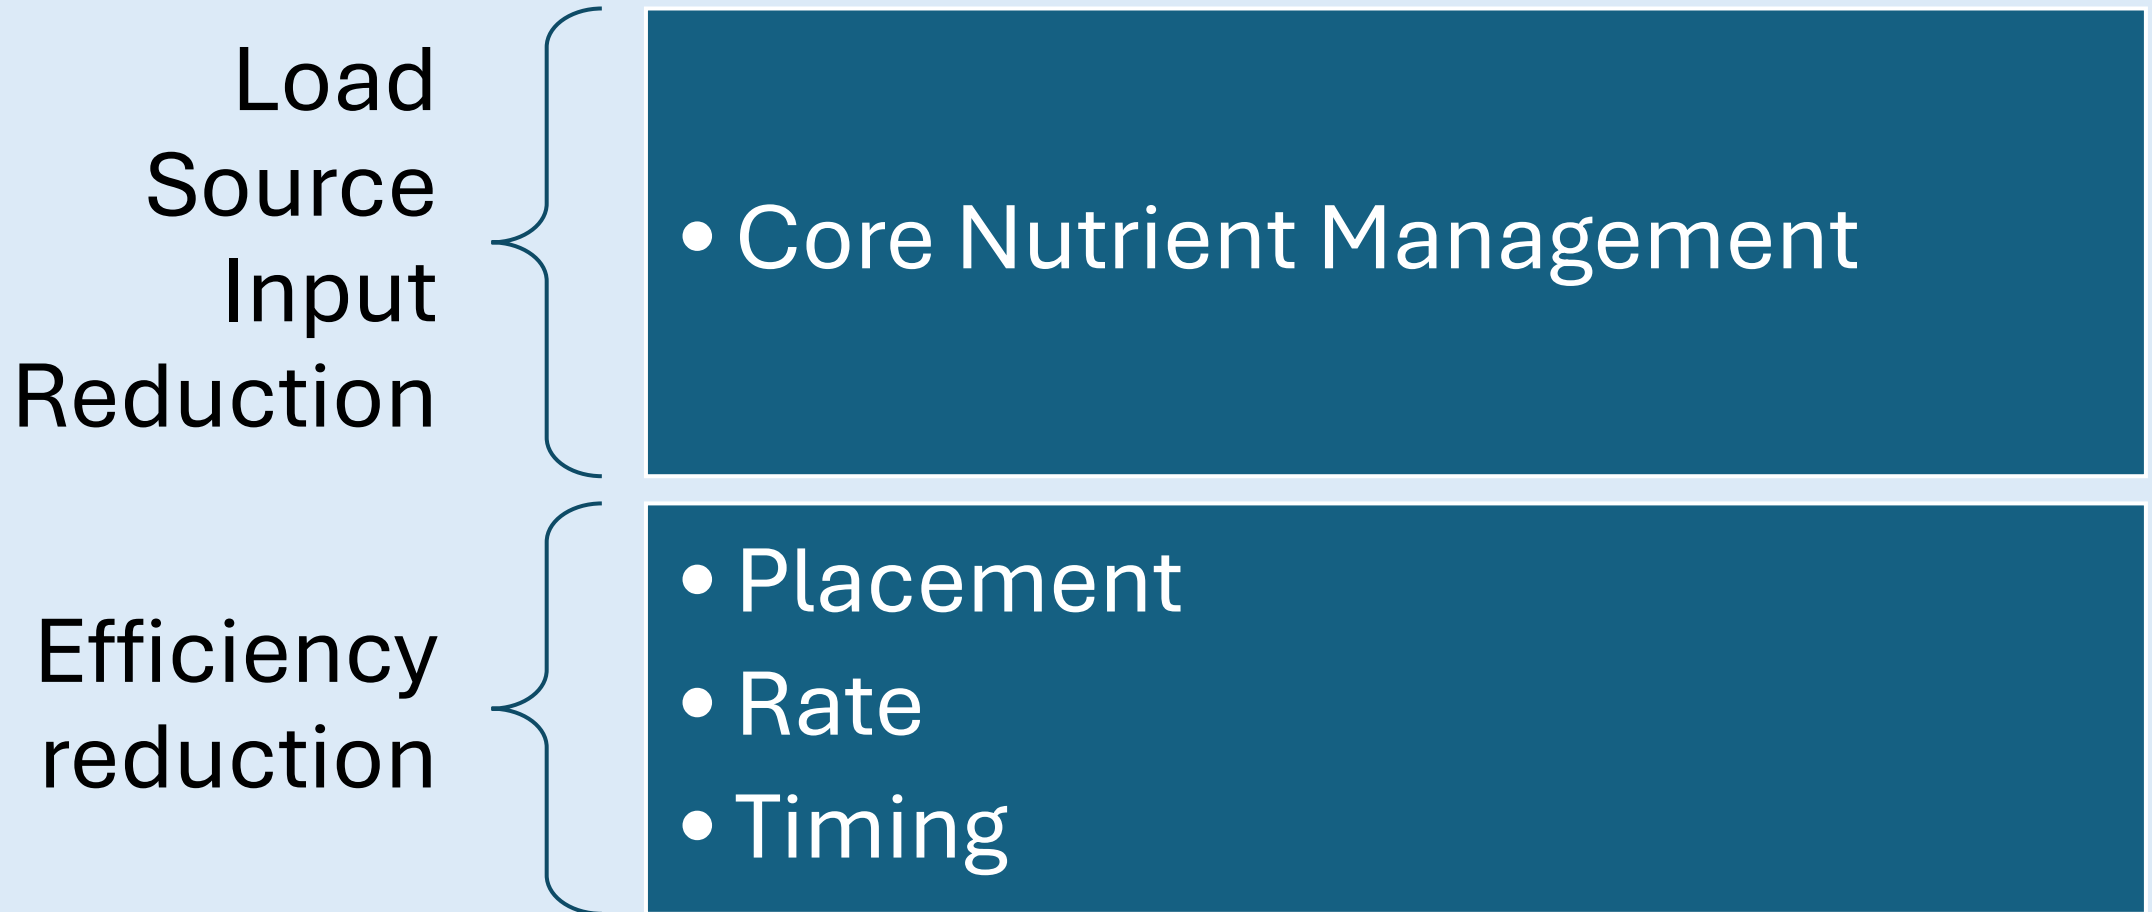 Load
Source
Input
Reduction
• Core Nutrient Management
Efficiency
reduction
• Placement
• Rate
• Timing